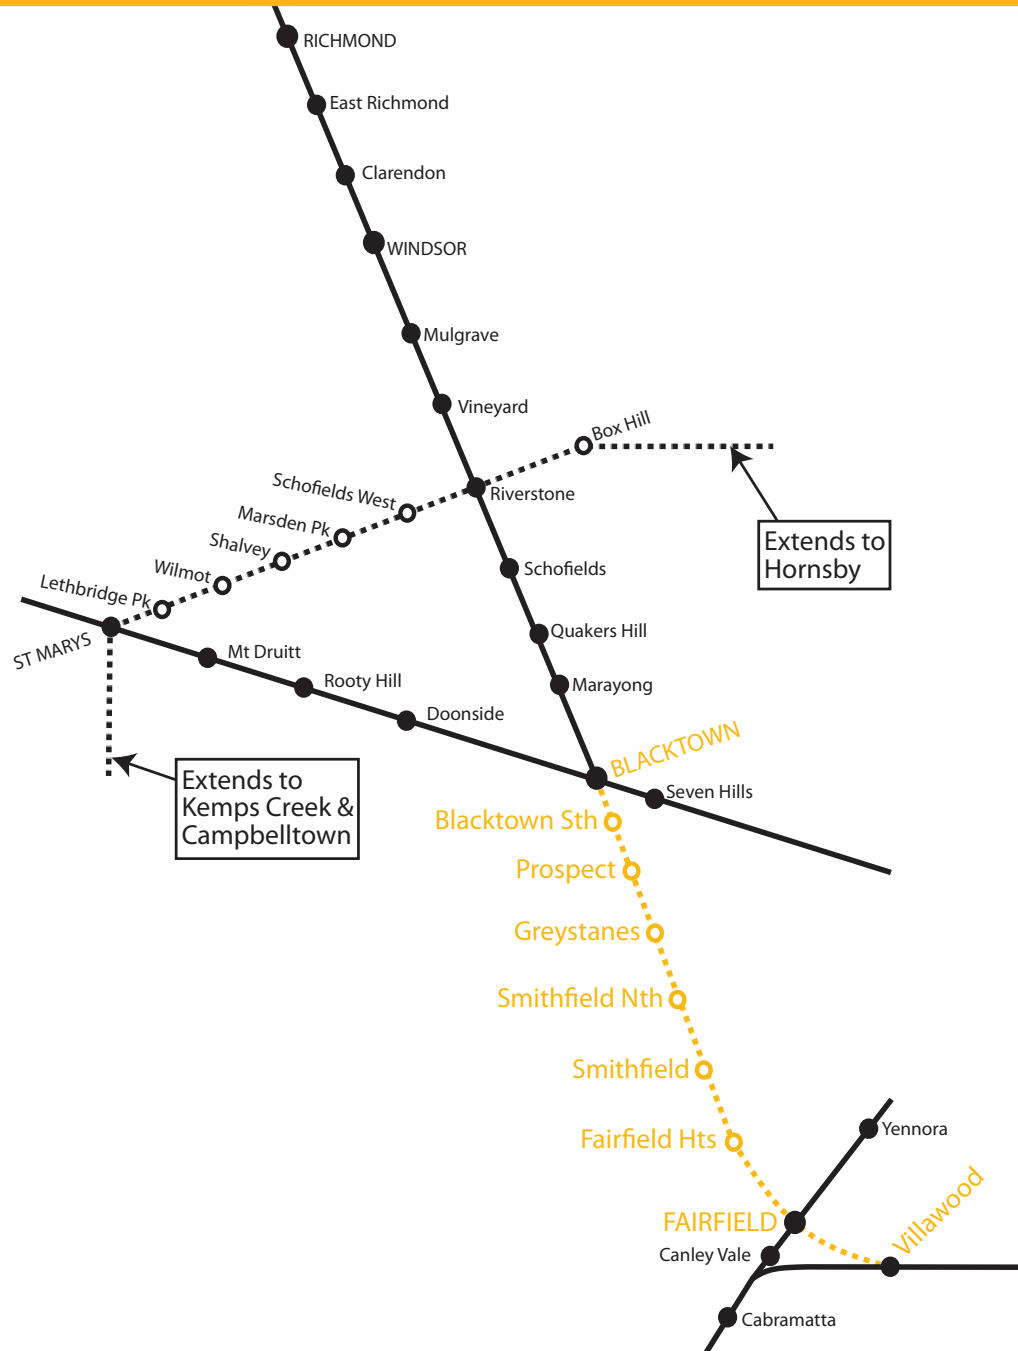 RICHMOND
East Richmond
Clarendon
WINDSOR
Mulgrave
Vineyard
Box Hill
Schofields West
Riverstone
Marsden Pk
Shalvey
Extends to
Hornsby
Wilmot
Schofields
Lethbridge Pk
Quakers Hill
ST MARYS
Mt Druitt
Rooty Hill
Marayong
Doonside
BLACKTOWN
Extends to
Kemps Creek &
Campbelltown
Seven Hills
Blacktown Sth
Prospect
Greystanes
Smithfield Nth
Smithfield
Fairfield Hts
Yennora
FAIRFIELD
Villawood
Canley Vale
Cabramatta